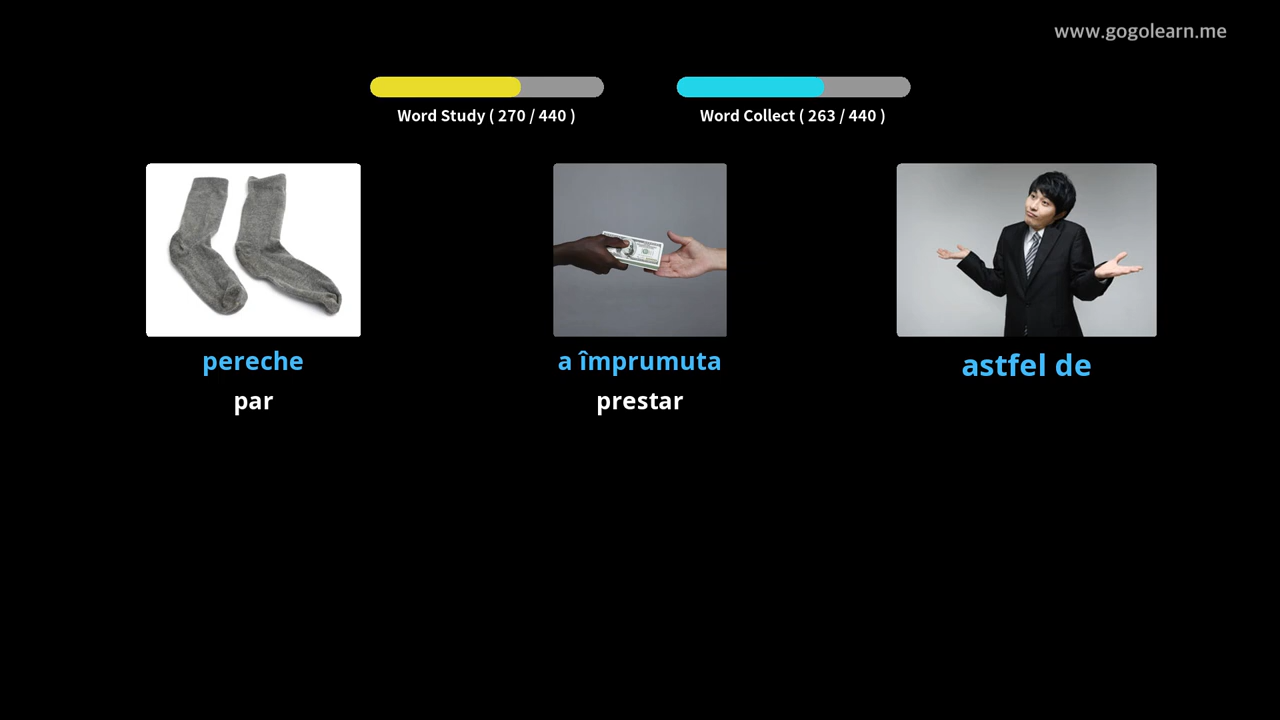 www.gogolearn.me
Word Study ( 270 / 440 )
Word Collect ( 263 / 440 )
pereche
par
a împrumuta
prestar
astfel de